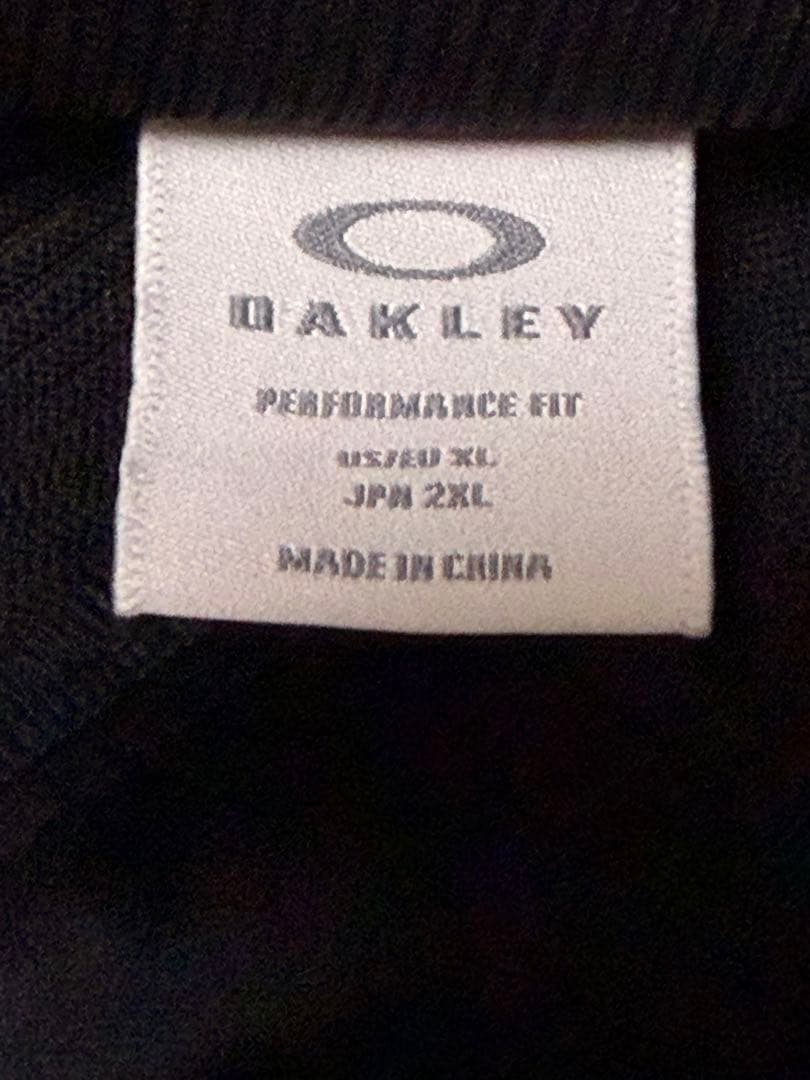 OAKLEY
PERFORMANCE FIT
US/EU XL
JPN 2XL
MADE IN CHINA